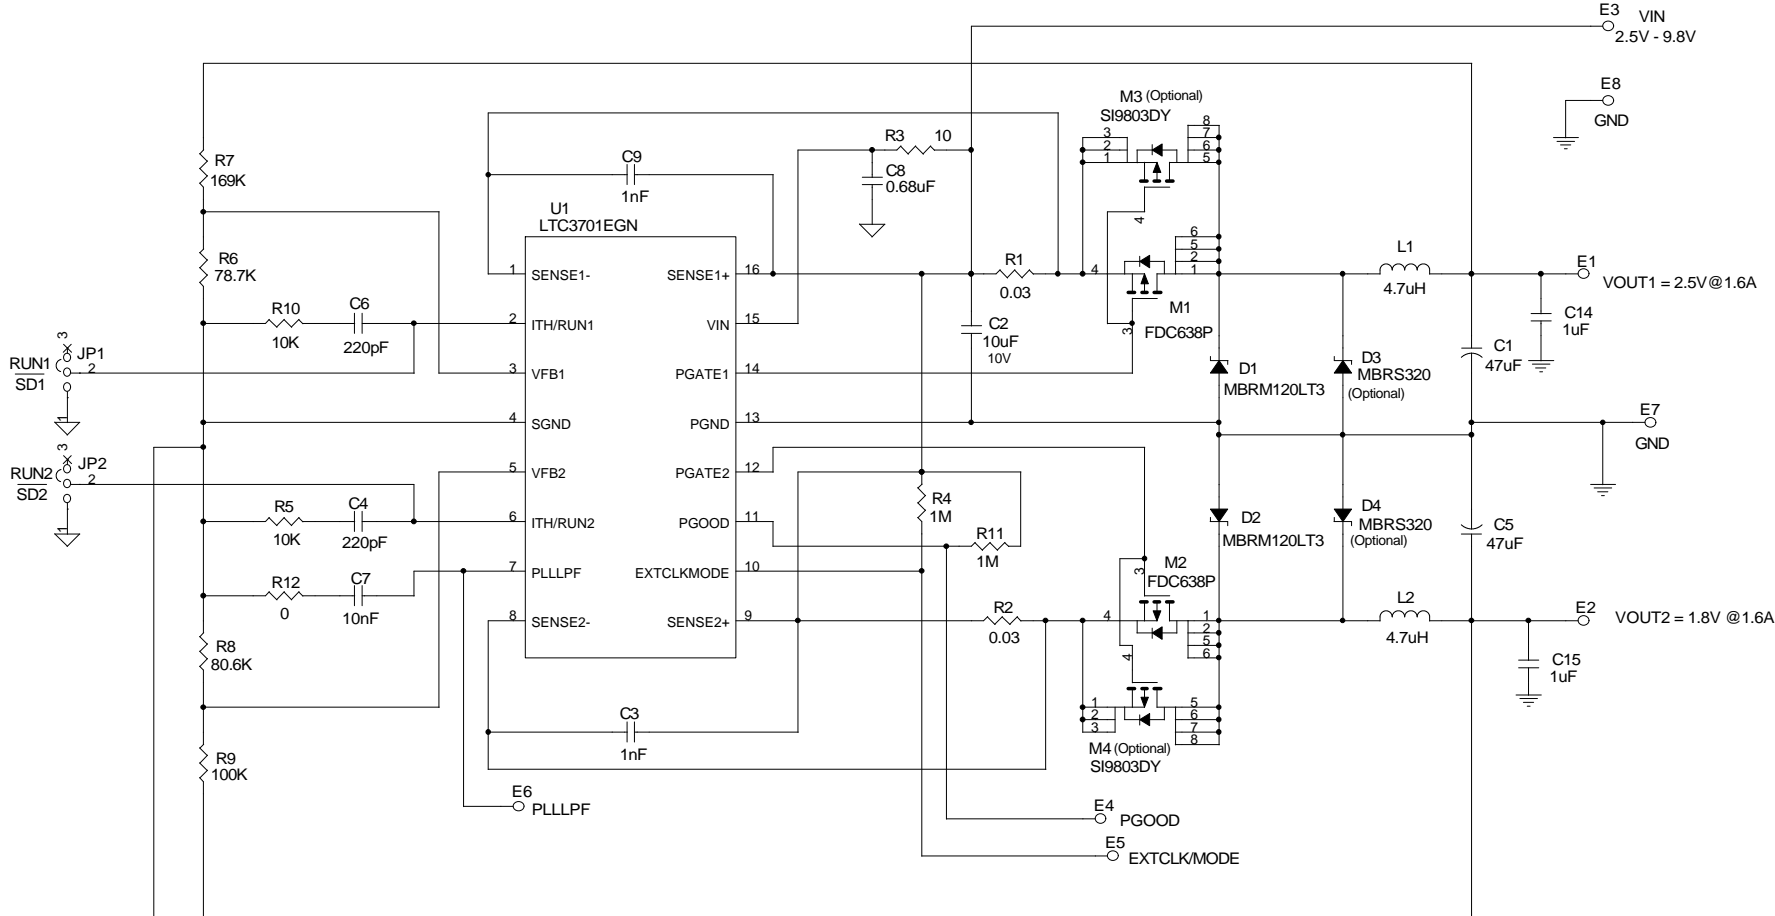 E3 VIN
2.5V - 9.8V
E8
GND
M3 (Optional)
SI9803DY
8
7
6
5
3
2
1
4
R3 10
C8
0.68uF
C9
1nF
R7
169K
R6
78.7K
U1
LTC3701EGN
1 SENSE1-
2 ITH/RUN1
3 VFB1
4 SGND
5 VFB2
6 ITH/RUN2
7 PLLLPF
8 SENSE2-
SENSE1+ 16
VIN 15
PGATE1 14
PGND 13
PGATE2 12
PGOOD 11
EXTCLKMODE 10
SENSE2+ 9
R1
0.03
4
6
5
2
1
3
M1
FDC638P
L1
4.7uH
E1
VOUT1 = 2.5V@1.6A
C14
1uF
C1
47uF
R10
10K
C6
220pF
C2
10uF
10V
3
JP1
RUN1
2
SD1
1
D1
MBRM120LT3
D3
MBRS320
(Optional)
E7
GND
3
JP2
RUN2
2
SD2
1
R5
10K
C4
220pF
R4
1M
R11
1M
D2
MBRM120LT3
D4
MBRS320
(Optional)
C5
47uF
R12
0
C7
10nF
M2
FDC638P
3
4
1
2
5
6
R2
0.03
L2
4.7uH
E2
VOUT2 = 1.8V @1.6A
C15
1uF
R8
80.6K
4
1
2
3
5
6
7
8
M4 (Optional)
SI9803DY
C3
1nF
R9
100K
E6
PLLLPF
E4
PGOOD
E5
EXTCLK/MODE